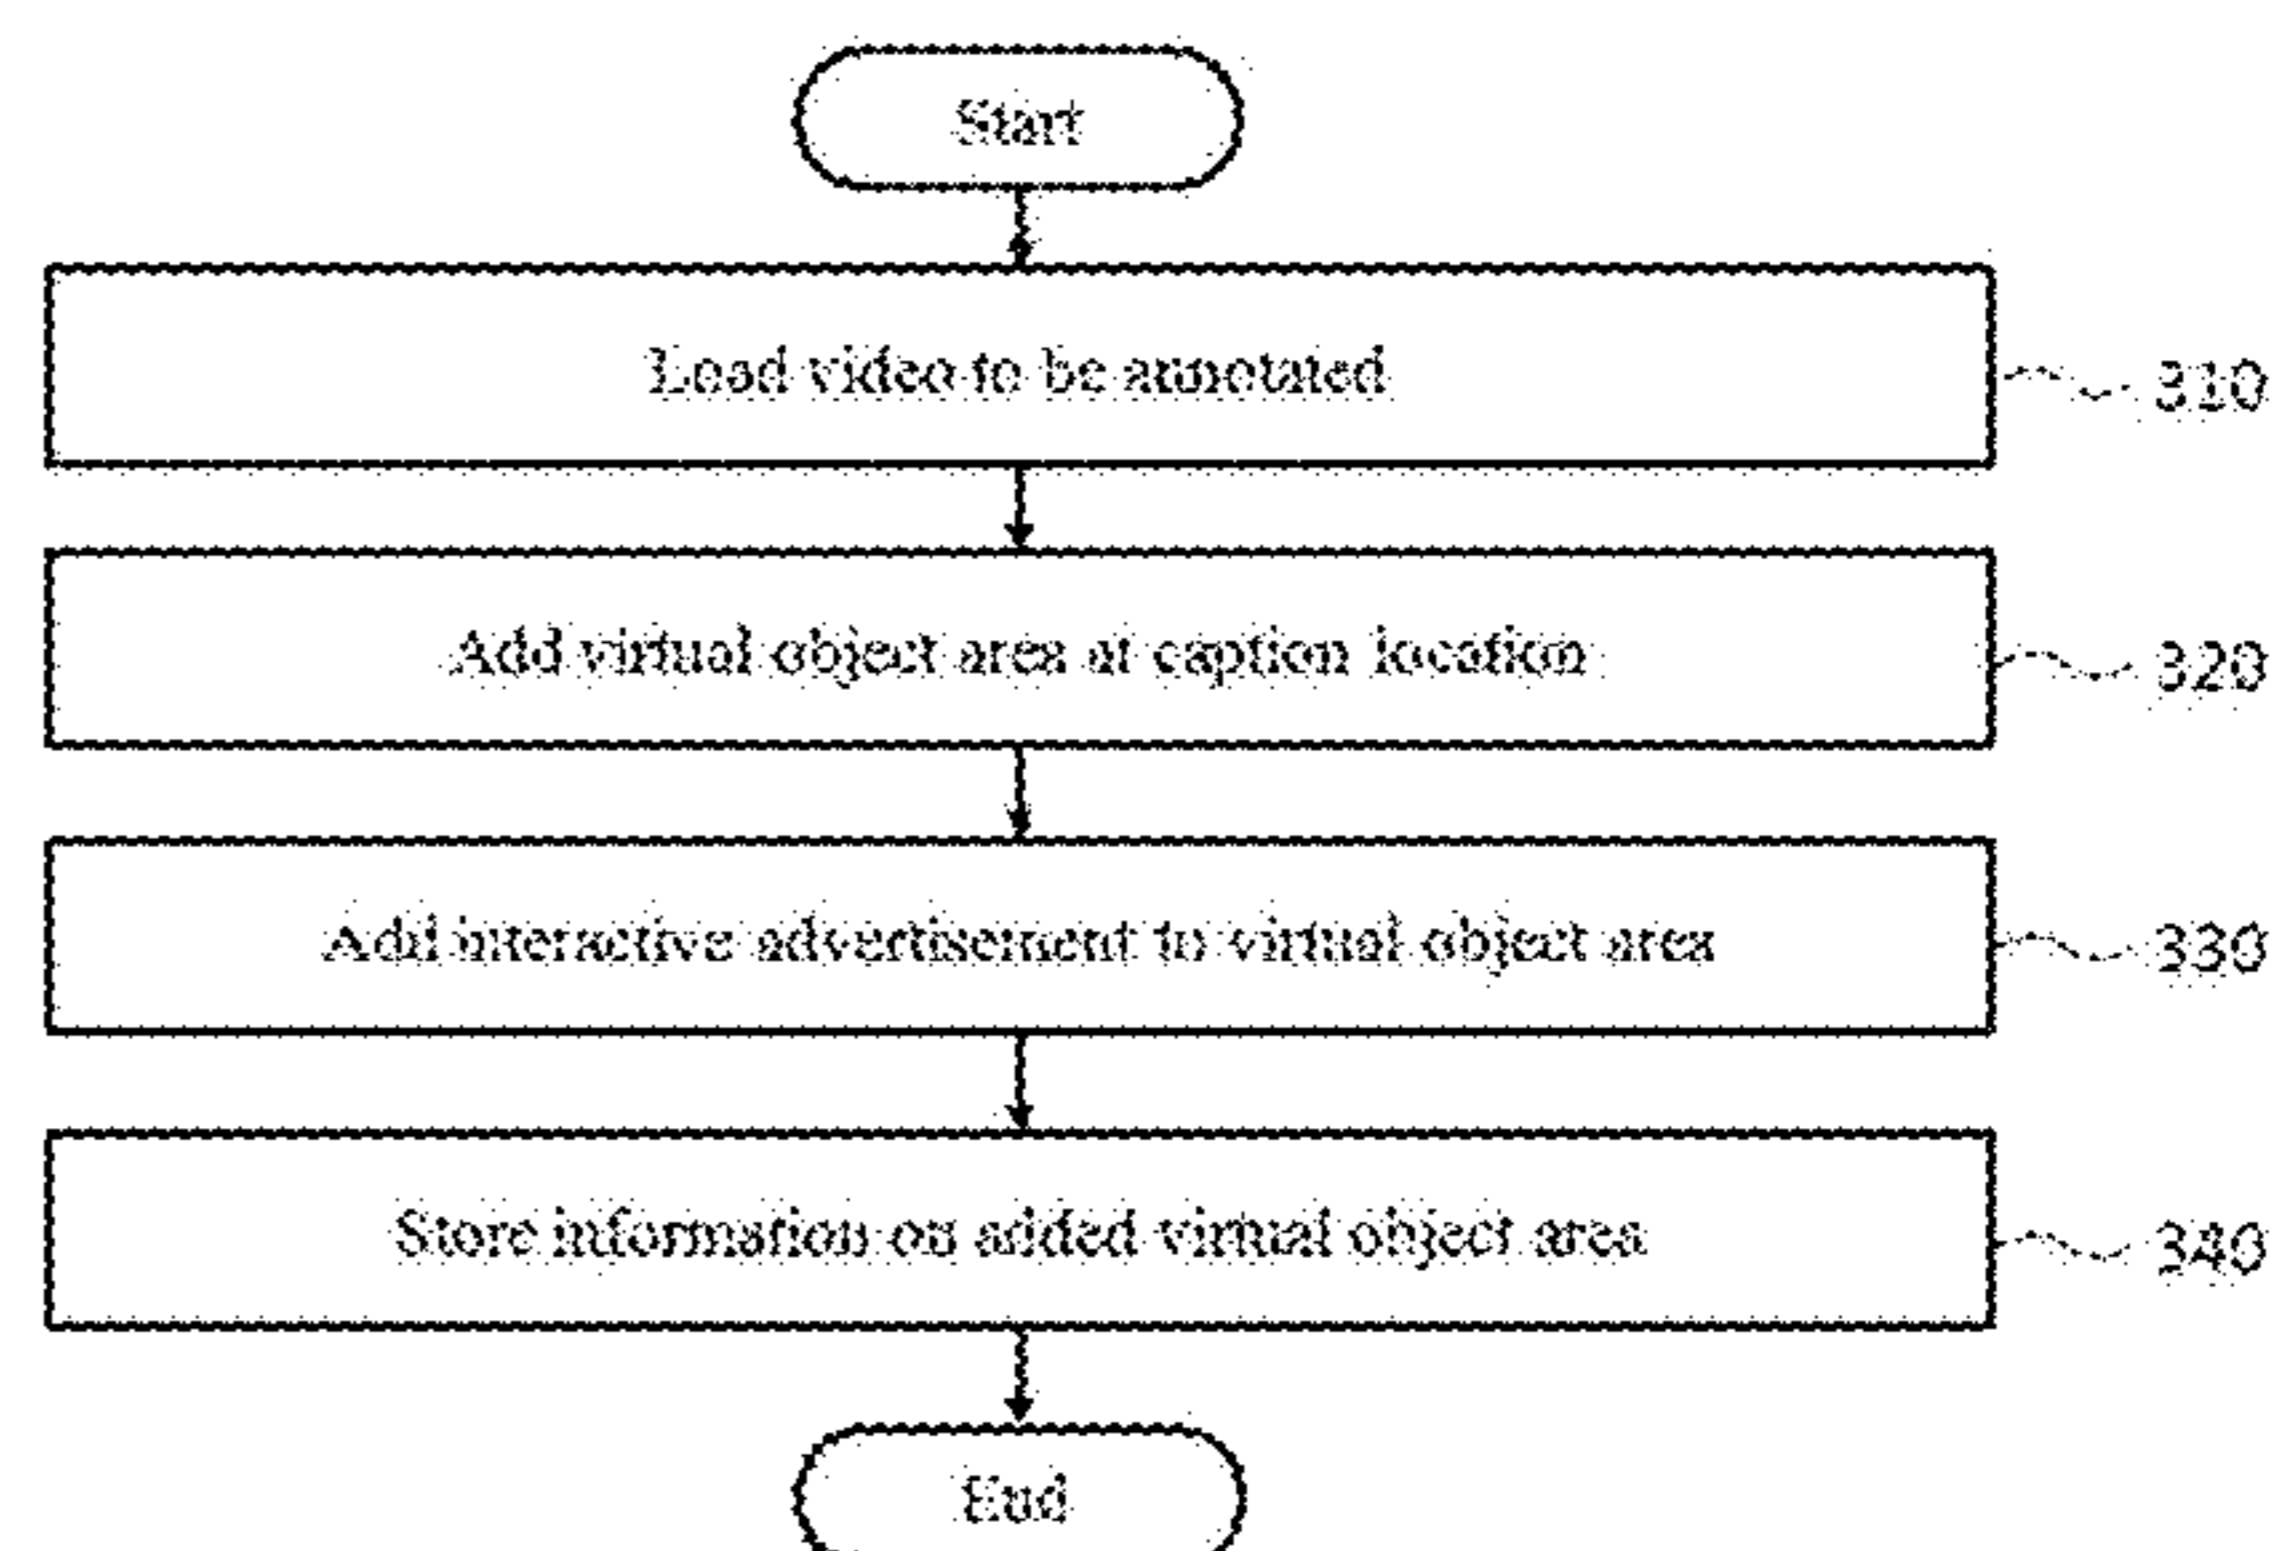 Start
Load video to be annotated
310
Add virtual object area at caption location
320
Add interactive advertisement to virtual object area
330
Store information on added virtual object area
340
End